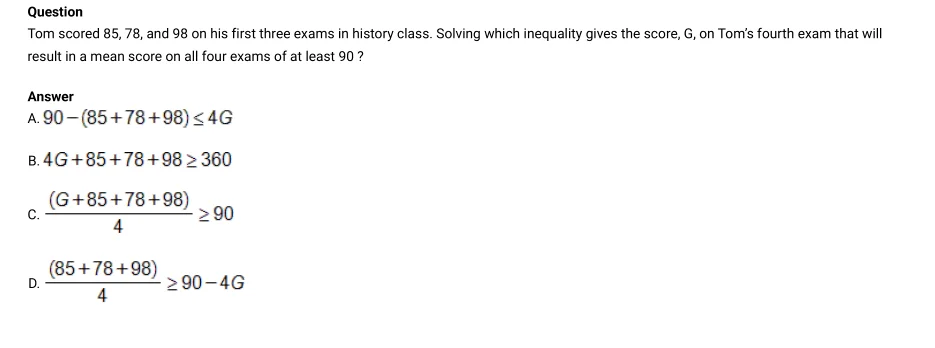 Question
Tom scored 85, 78, and 98 on his first three exams in history class. Solving which inequality gives the score, G, on Tom's fourth exam that will
result in a mean score on all four exams of at least 90 ?
Answer
A. 90 − (85 + 78 + 98) ≤ 4G
B. 4G + 85 + 78 + 98 ≥ 360
C. (G + 85 + 78 + 98) / 4 ≥ 90
D. (85 + 78 + 98) / 4 ≥ 90 − 4G